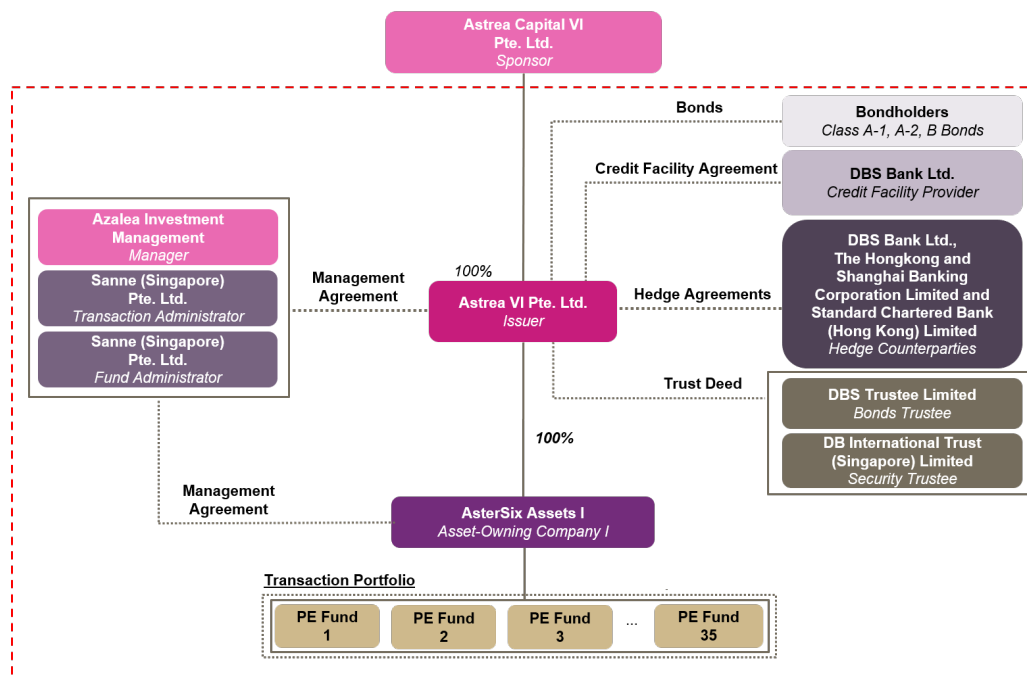 Astrea Capital VI
Pte. Ltd.
Sponsor
Bonds
Bondholders
Class A-1, A-2, B Bonds
Credit Facility Agreement
DBS Bank Ltd.
Credit Facility Provider
Azalea Investment
Management
Manager
Sanne (Singapore)
Pte. Ltd.
Transaction Administrator
Sanne (Singapore)
Pte. Ltd.
Fund Administrator
Management
Agreement
100%
Astrea VI Pte. Ltd.
Issuer
Hedge Agreements
DBS Bank Ltd.,
The Hongkong and
Shanghai Banking
Corporation Limited and
Standard Chartered Bank
(Hong Kong) Limited
Hedge Counterparties
Trust Deed
DBS Trustee Limited
Bonds Trustee
DB International Trust
(Singapore) Limited
Security Trustee
100%
Management
Agreement
AsterSix Assets I
Asset-Owning Company I
Transaction Portfolio
PE Fund
1
PE Fund
2
PE Fund
3
...
PE Fund
35